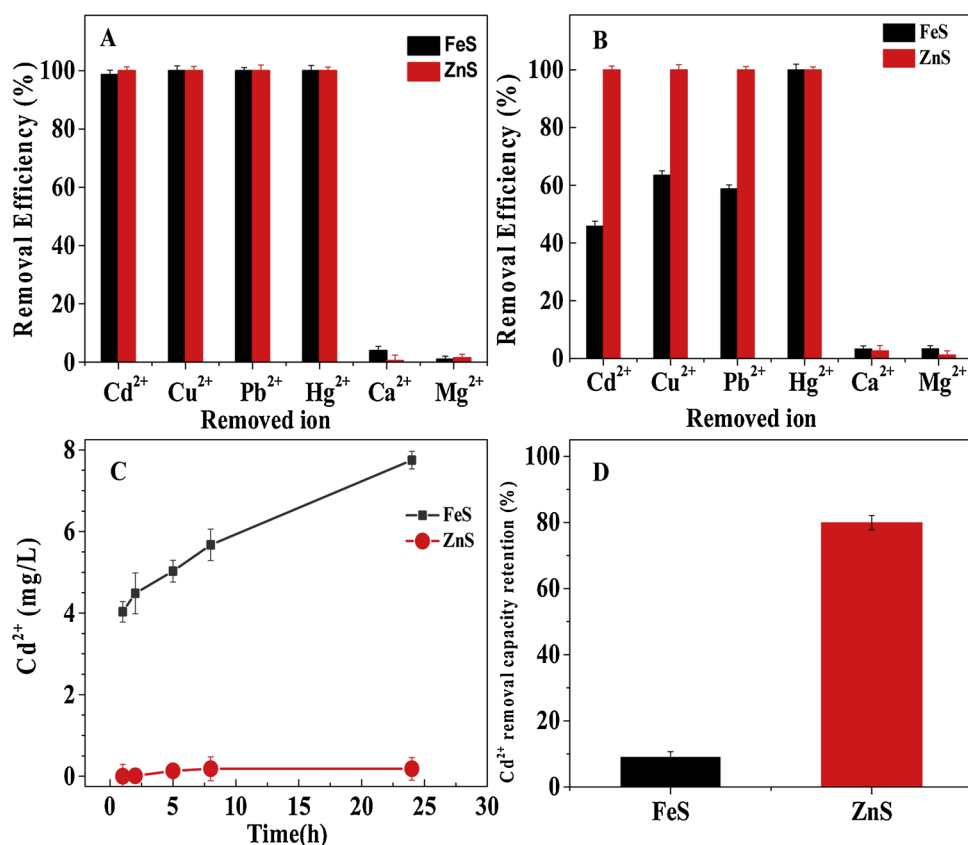 A
FeS
ZnS
Removal Efficiency (%)
100
80
60
40
20
0
Cd²⁺ Cu²⁺ Pb²⁺ Hg²⁺ Ca²⁺ Mg²⁺
Removed ion
B
FeS
ZnS
Removal Efficiency (%)
100
80
60
40
20
0
Cd²⁺ Cu²⁺ Pb²⁺ Hg²⁺ Ca²⁺ Mg²⁺
Removed ion
C
FeS
ZnS
Cd²⁺ (mg/L)
8
6
4
2
0
0 5 10 15 20 25 30
Time(h)
D
Cd²⁺ removal capacity retention (%)
100
80
60
40
20
0
FeS ZnS